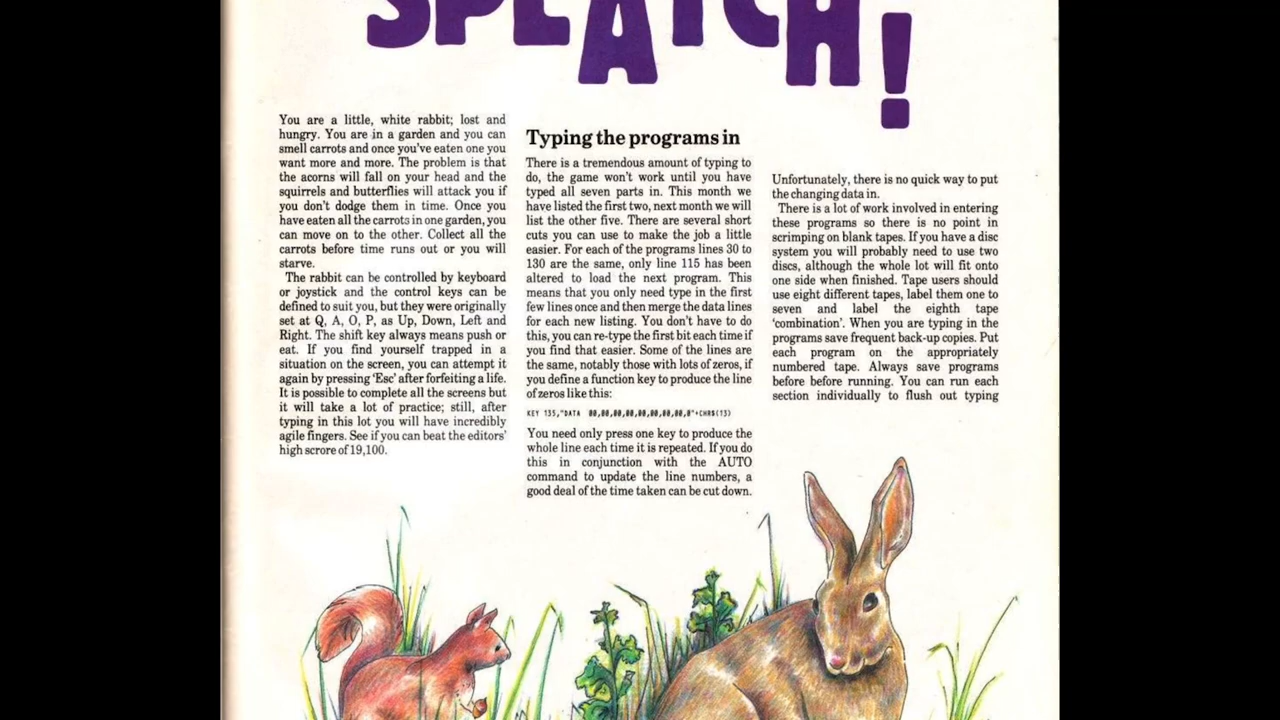 SPLATCH!
You are a little, white rabbit; lost and
hungry. You are in a garden and you can
smell carrots and once you've eaten one you
want more and more. The problem is that
the acorns will fall on your head and the
squirrels and butterflies will attack you if
you don't dodge them in time. Once you
have eaten all the carrots in one garden, you
can move on to the other. Collect all the
carrots before time runs out or you will
starve.
The rabbit can be controlled by keyboard
or joystick and the control keys can be
defined to suit you, but they were originally
set at Q, A, O, P, as Up, Down, Left and
Right. The shift key always means push or
eat. If you find yourself trapped in a
situation on the screen, you can attempt it
again by pressing 'Esc' after forfeiting a life.
It is possible to complete all the screens but
it will take a lot of practice; still, after
typing in this lot you will have incredibly
agile fingers. See if you can beat the editors'
high scrore of 19,100.
Typing the programs in
There is a tremendous amount of typing to
do, the game won't work until you have
typed all seven parts in. This month we
have listed the first two, next month we will
list the other five. There are several short
cuts you can use to make the job a little
easier. For each of the programs lines 30 to
130 are the same, only line 115 has been
altered to load the next program. This
means that you only need type in the first
few lines once and then merge the data lines
for each new listing. You don't have to do
this, you can re-type the first bit each time if
you find that easier. Some of the lines are
the same, notably those with lots of zeros, if
you define a function key to produce the line
of zeros like this:
KEY 135,"DATA 00,00,00,00,00,00,00,00,0"+CHR$(13)
You need only press one key to produce the
whole line each time it is repeated. If you do
this in conjunction with the AUTO
command to update the line numbers, a
good deal of the time taken can be cut down.
Unfortunately, there is no quick way to put
the changing data in.
There is a lot of work involved in entering
these programs so there is no point in
scrimping on blank tapes. If you have a disc
system you will probably need to use two
discs, although the whole lot will fit onto
one side when finished. Tape users should
use eight different tapes, label them one to
seven and label the eighth tape
'combination'. When you are typing in the
programs save frequent back-up copies. Put
each program on the appropriately
numbered tape. Always save programs
before before running. You can run each
section individually to flush out typing